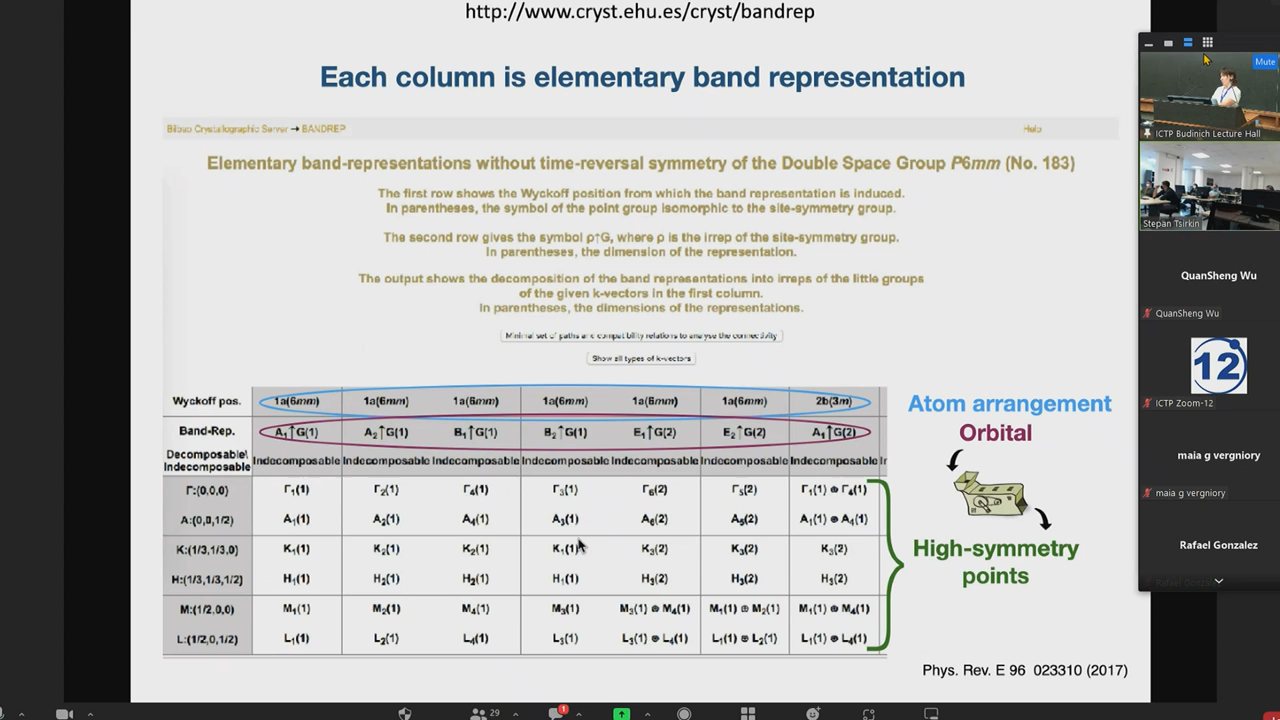 http://www.cryst.ehu.es/cryst/bandrep
Each column is elementary band representation
Bilbao Crystallographic Server → BANDREP
Help
Elementary band-representations without time-reversal symmetry of the Double Space Group P6mm (No. 183)
The first row shows the Wyckoff position from which the band representation is induced.
In parentheses, the symbol of the point group isomorphic to the site-symmetry group.
The second row gives the symbol ρ↑G, where ρ is the irrep of the site-symmetry group.
In parentheses, the dimension of the representation.
The output shows the decomposition of the band representations into irreps of the little groups
of the given k-vectors in the first column.
In parentheses, the dimensions of the representations.
Minimal set of paths and compatibility relations to analyse the connectivity
Show all types of k-vectors
Wyckoff pos. 1a(6mm) 1a(6mm) 1a(6mm) 1a(6mm) 1a(6mm) 1a(6mm) 2b(3m)
Band-Rep. A₁↑G(1) A₂↑G(1) B₁↑G(1) B₂↑G(1) E₁↑G(2) E₂↑G(2) A₁↑G(2)
Decomposable\
Indecomposable Indecomposable Indecomposable Indecomposable Indecomposable Indecomposable Indecomposable Indecomposable
Γ:(0,0,0) Γ₁(1) Γ₂(1) Γ₄(1) Γ₃(1) Γ₆(2) Γ₅(2) Γ₁(1) ⊕ Γ₄(1)
A:(0,0,1/2) A₁(1) A₂(1) A₄(1) A₃(1) A₆(2) A₅(2) A₁(1) ⊕ A₄(1)
K:(1/3,1/3,0) K₁(1) K₂(1) K₂(1) K₁(1) K₃(2) K₃(2) K₃(2)
H:(1/3,1/3,1/2) H₁(1) H₂(1) H₂(1) H₁(1) H₃(2) H₃(2) H₃(2)
M:(1/2,0,0) M₁(1) M₂(1) M₄(1) M₃(1) M₃(1) ⊕ M₄(1) M₁(1) ⊕ M₂(1) M₁(1) ⊕ M₄(1)
L:(1/2,0,1/2) L₁(1) L₂(1) L₄(1) L₃(1) L₃(1) ⊕ L₄(1) L₁(1) ⊕ L₂(1) L₁(1) ⊕ L₄(1)
Atom arrangement
Orbital
High-symmetry
points
Phys. Rev. E 96 023310 (2017)
Mute
ICTP Budinich Lecture Hall
Stepan Tsirkin
QuanSheng Wu
QuanSheng Wu
12
ICTP Zoom-12
maia g vergniory
maia g vergniory
Rafael Gonzalez
Rafael Gonzalez
29
1